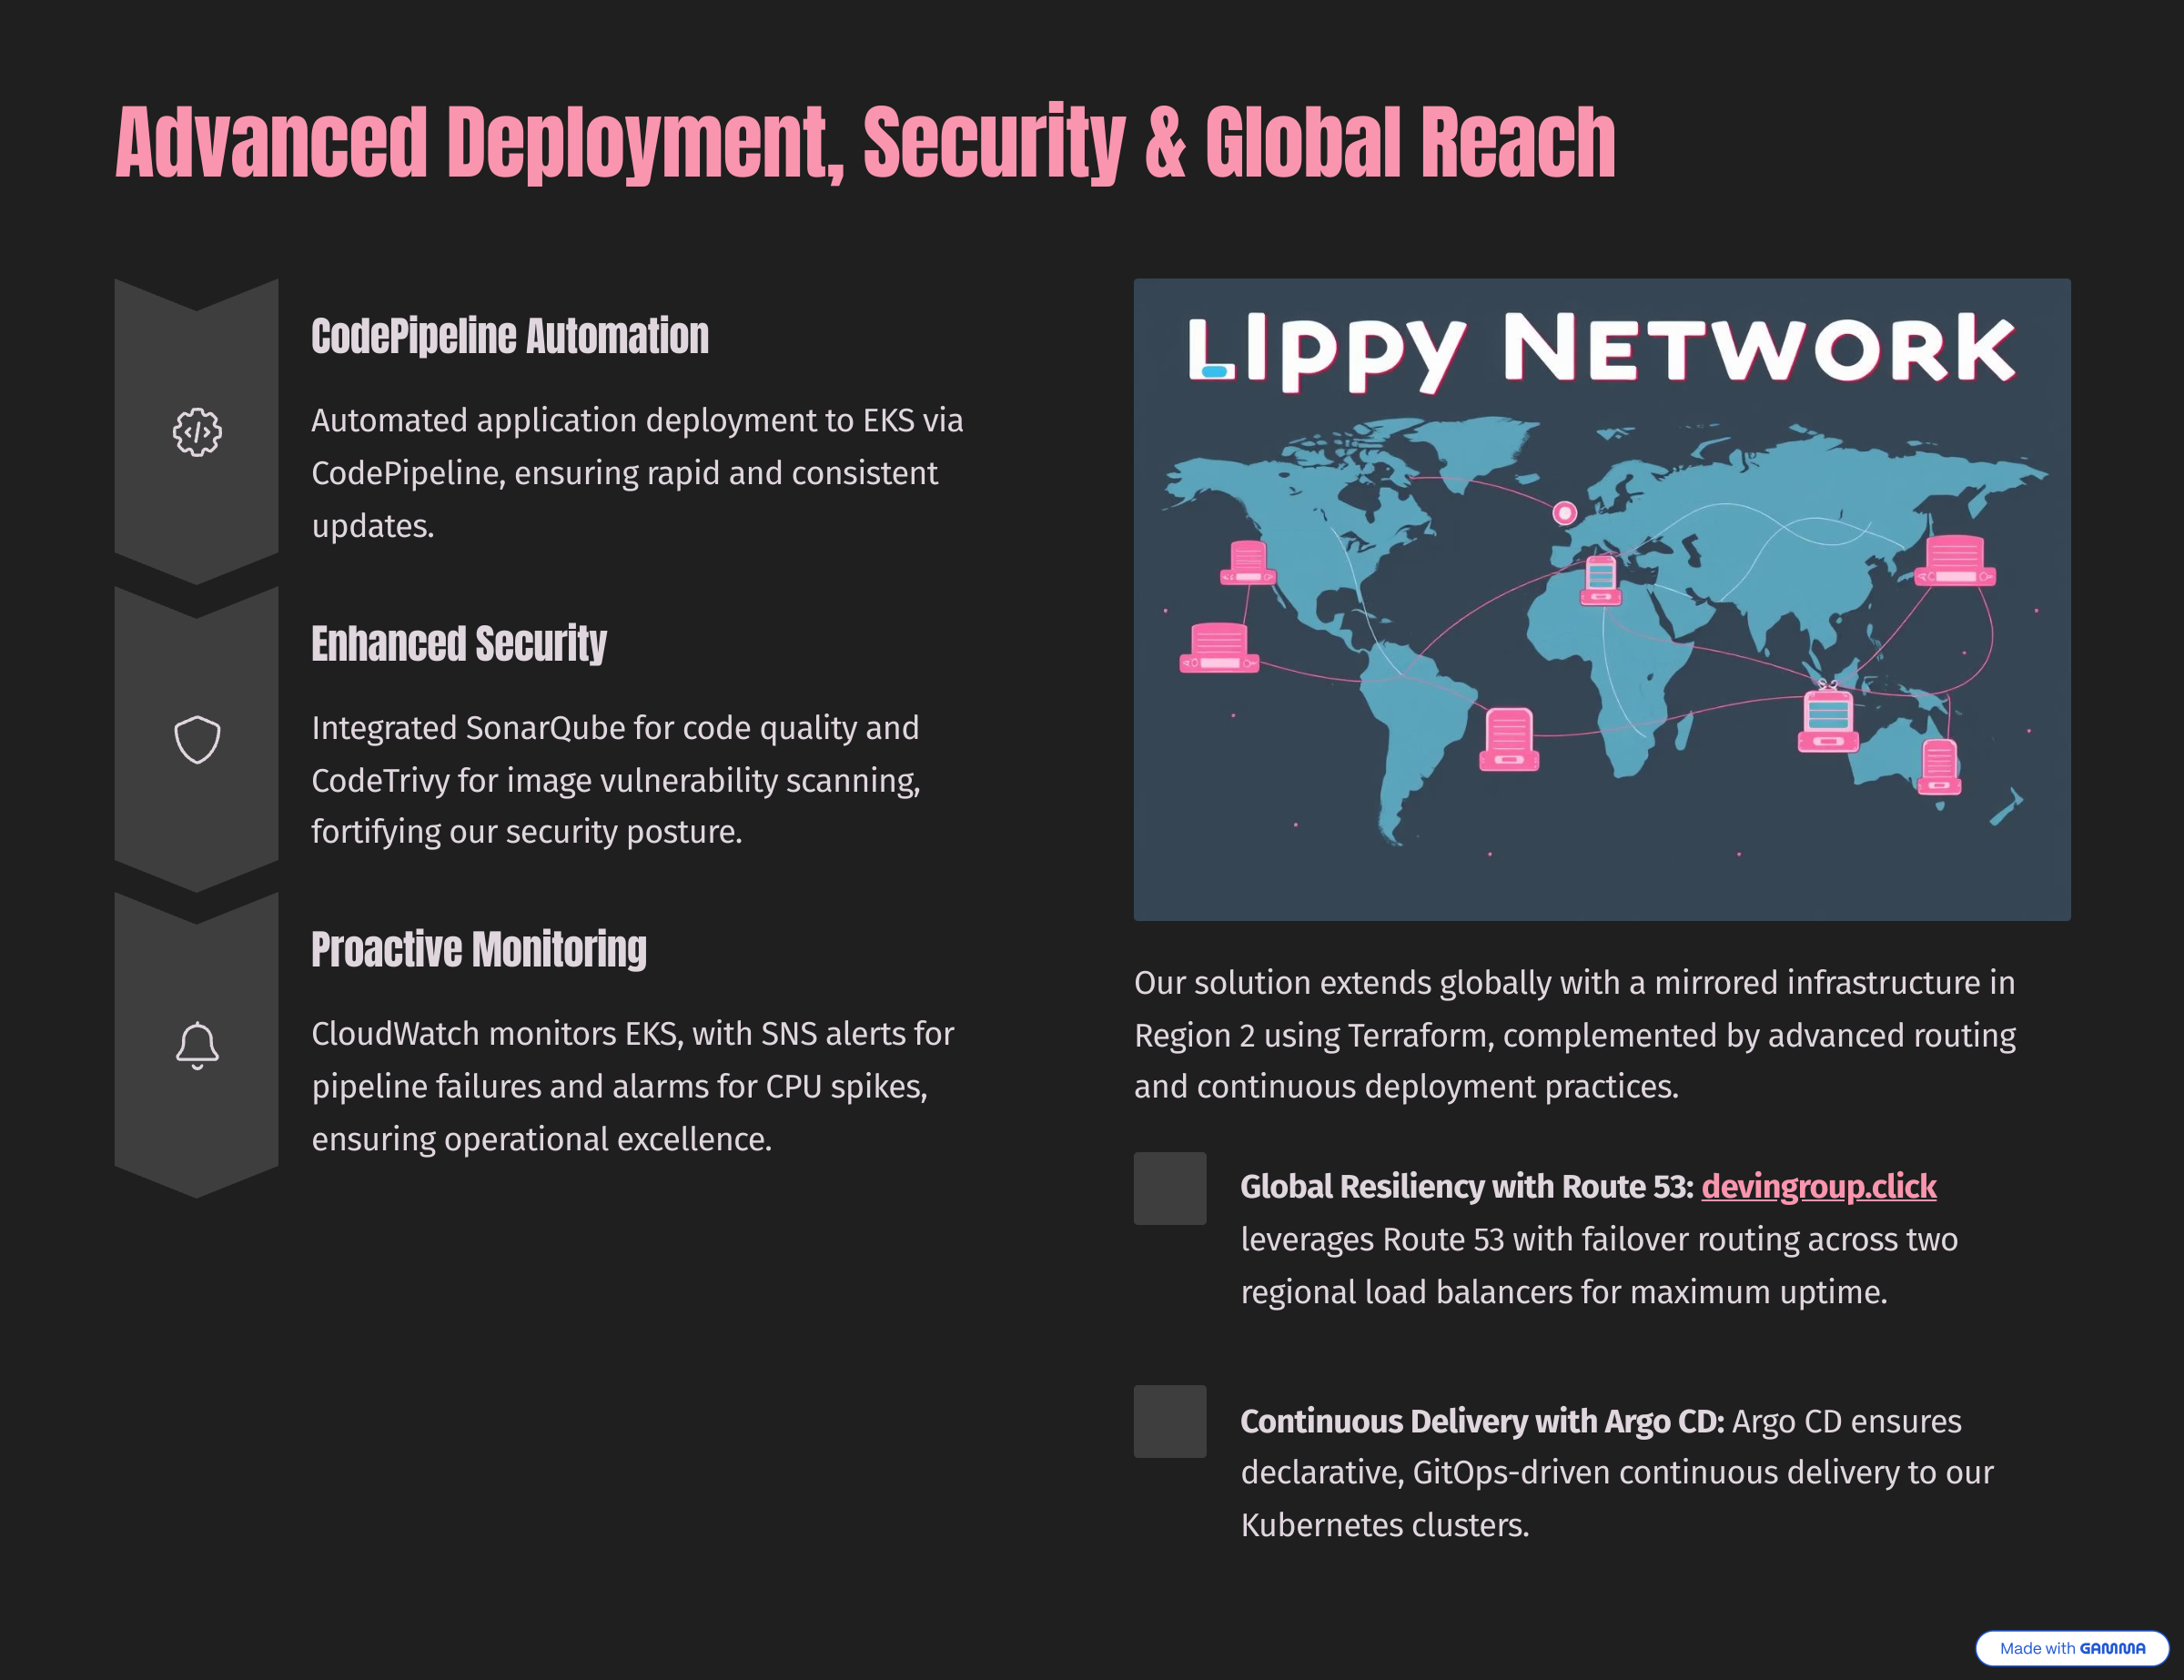 Advanced Deployment, Security & Global Reach
CodePipeline Automation
Automated application deployment to EKS via
CodePipeline, ensuring rapid and consistent
updates.
Enhanced Security
Integrated SonarQube for code quality and
CodeTrivy for image vulnerability scanning,
fortifying our security posture.
Proactive Monitoring
CloudWatch monitors EKS, with SNS alerts for
pipeline failures and alarms for CPU spikes,
ensuring operational excellence.
LIPPY NETWORK
Our solution extends globally with a mirrored infrastructure in
Region 2 using Terraform, complemented by advanced routing
and continuous deployment practices.
Global Resiliency with Route 53: devingroup.click
leverages Route 53 with failover routing across two
regional load balancers for maximum uptime.
Continuous Delivery with Argo CD: Argo CD ensures
declarative, GitOps-driven continuous delivery to our
Kubernetes clusters.
Made with GAMMA